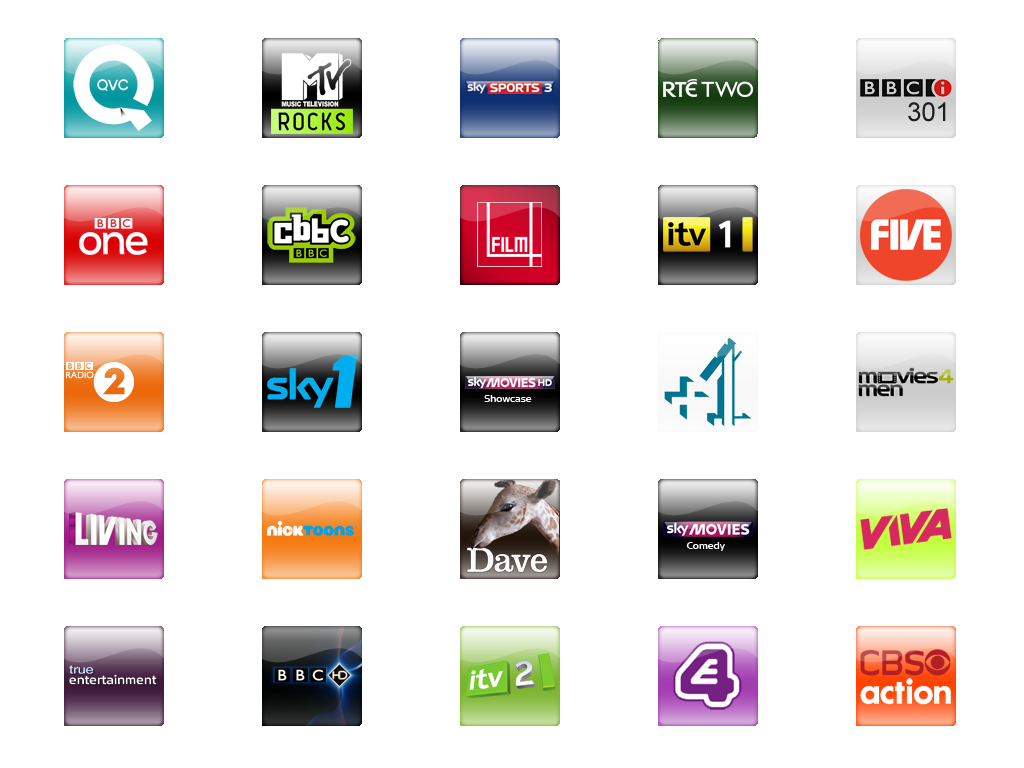 QVC
MTV
MUSIC TELEVISION
ROCKS
sky SPORTS 3
RTÉ TWO
BBC i
301
BBC
one
cbbc
BBC
FILM4
itv 1
FIVE
BBC
RADIO 2
sky1
sky MOVIES HD
Showcase
4
movies4
men
LIVING
nickTOONS
Dave
sky MOVIES
Comedy
VIVA
true
entertainment
BBC HD
itv 2
4
CBS
action